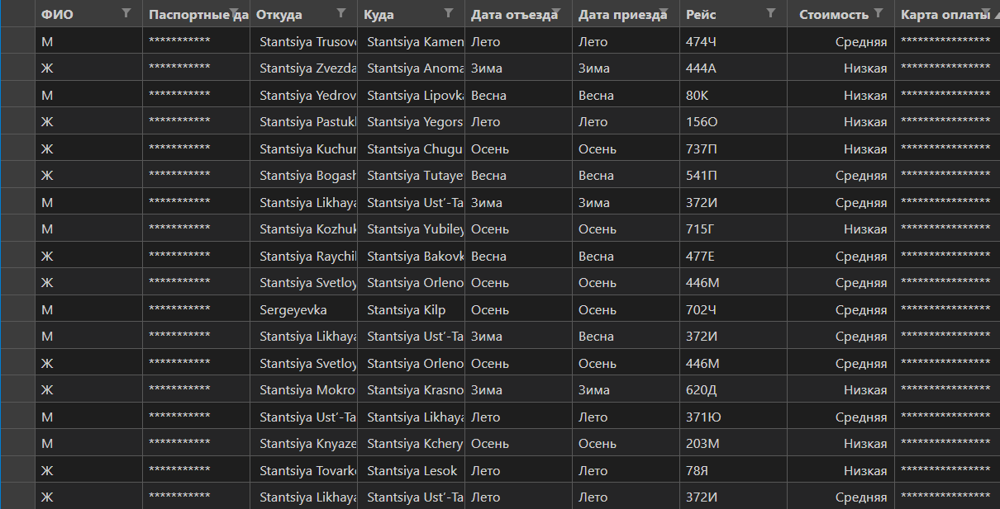 ФИО Паспортные да Откуда Куда Дата отъезда Дата приезда Рейс Стоимость Карта оплаты
М *********** Stantsiya Trusov Stantsiya Kamen Лето Лето 474Ч Средняя ****************
Ж *********** Stantsiya Zvezda Stantsiya Anoma Зима Зима 444А Низкая ****************
М *********** Stantsiya Yedrov Stantsiya Lipovka Весна Весна 80К Низкая ****************
Ж *********** Stantsiya Pastukh Stantsiya Yegors Лето Лето 156О Низкая ****************
Ж *********** Stantsiya Kuchur Stantsiya Chugu Осень Осень 737П Низкая ****************
Ж *********** Stantsiya Bogash Stantsiya Tutaye Весна Весна 541П Средняя ****************
М *********** Stantsiya Likhaya Stantsiya Ust’-Ta Зима Зима 372И Средняя ****************
М *********** Stantsiya Kozhuk Stantsiya Yubiley Осень Осень 715Г Низкая ****************
Ж *********** Stantsiya Raychik Stantsiya Bakovk Весна Весна 477Е Средняя ****************
Ж *********** Stantsiya Svetloy Stantsiya Orleno Осень Осень 446М Средняя ****************
М *********** Sergeyevka Stantsiya Kilp Осень Осень 702Ч Средняя ****************
М *********** Stantsiya Likhaya Stantsiya Ust’-Ta Зима Весна 372И Средняя ****************
Ж *********** Stantsiya Svetloy Stantsiya Orleno Осень Осень 446М Средняя ****************
Ж *********** Stantsiya Mokro Stantsiya Krasno Зима Зима 620Д Низкая ****************
М *********** Stantsiya Ust’-Ta Stantsiya Likhaya Лето Лето 371Ю Средняя ****************
М *********** Stantsiya Knyaze Stantsiya Kchery Осень Осень 203М Низкая ****************
Ж *********** Stantsiya Tovark Stantsiya Lesok Лето Лето 78Я Низкая ****************
Ж *********** Stantsiya Likhaya Stantsiya Ust’-Ta Лето Лето 372И Средняя ****************